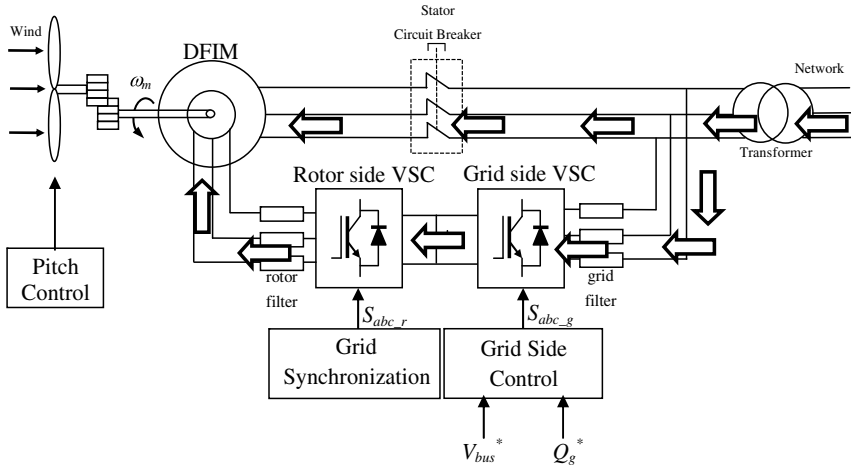 Stator
Circuit Breaker
Wind
DFIM
ωm
Network
Transformer
Rotor side VSC
Grid side VSC
Pitch
Control
rotor
filter
grid
filter
Sabc_r
Sabc_g
Grid
Synchronization
Grid Side
Control
Vbus*
Qg*